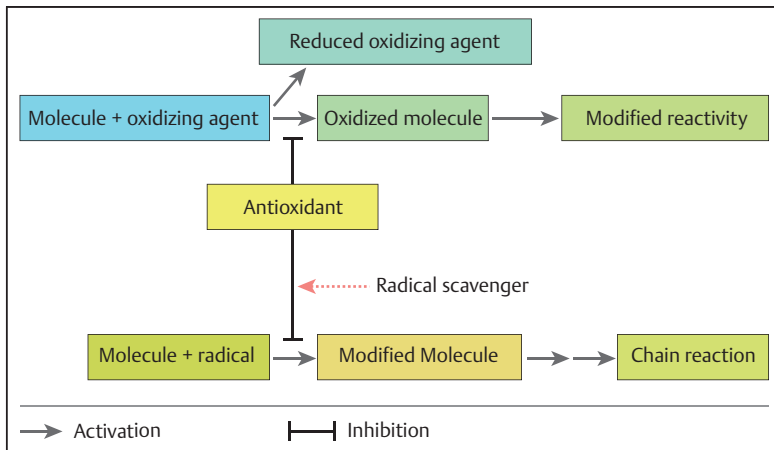 Reduced oxidizing agent
Molecule + oxidizing agent
Oxidized molecule
Modified reactivity
Antioxidant
Radical scavenger
Molecule + radical
Modified Molecule
Chain reaction
Activation
Inhibition